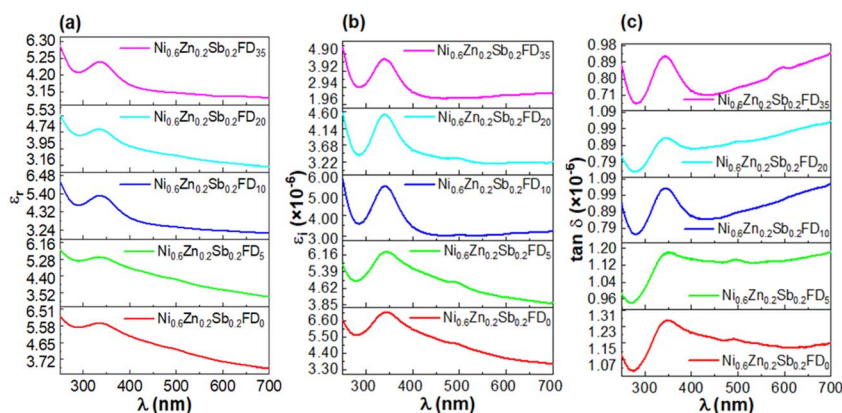 (a)
6.30
5.25
4.20
3.15
Ni0.6Zn0.2Sb0.2FD35
5.53
4.74
3.95
3.16
Ni0.6Zn0.2Sb0.2FD20
6.48
5.40
4.32
3.24
Ni0.6Zn0.2Sb0.2FD10
6.16
5.28
4.40
3.52
Ni0.6Zn0.2Sb0.2FD5
6.51
5.58
4.65
3.72
Ni0.6Zn0.2Sb0.2FD0
εr
300 400 500 600 700
λ (nm)
(b)
4.90
3.92
2.94
1.96
Ni0.6Zn0.2Sb0.2FD35
4.60
4.14
3.68
3.22
Ni0.6Zn0.2Sb0.2FD20
6.00
5.00
4.00
3.00
Ni0.6Zn0.2Sb0.2FD10
6.16
5.39
4.62
3.85
Ni0.6Zn0.2Sb0.2FD5
6.60
5.50
4.40
3.30
Ni0.6Zn0.2Sb0.2FD0
εi (×10-6)
300 400 500 600 700
λ (nm)
(c)
0.98
0.89
0.80
0.71
Ni0.6Zn0.2Sb0.2FD35
1.09
0.99
0.89
0.79
Ni0.6Zn0.2Sb0.2FD20
1.09
0.99
0.89
0.79
Ni0.6Zn0.2Sb0.2FD10
1.20
1.12
1.04
0.96
Ni0.6Zn0.2Sb0.2FD5
1.31
1.23
1.15
1.07
Ni0.6Zn0.2Sb0.2FD0
tan δ (×10-6)
300 400 500 600 700
λ (nm)